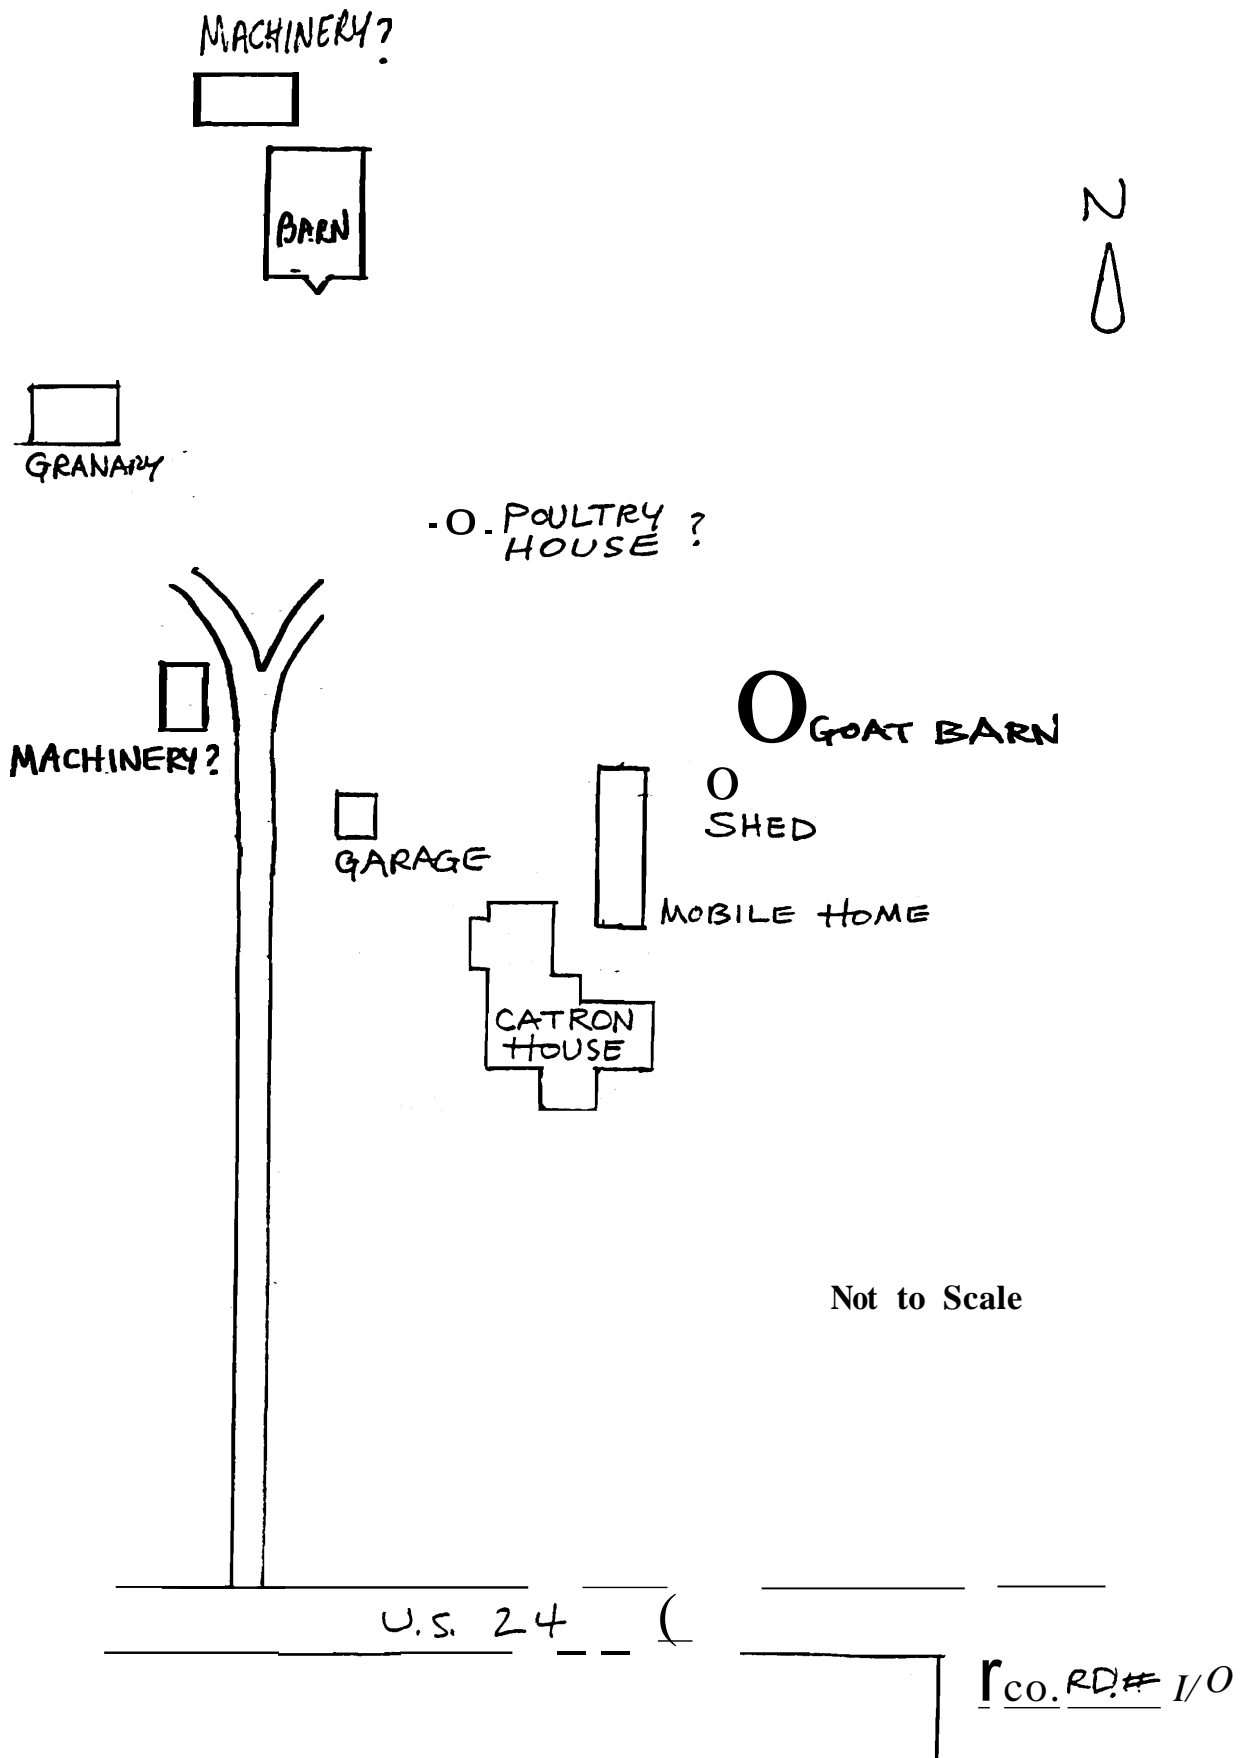 MACHINERY?
BARN
N
GRANARY
-O. POULTRY
HOUSE ?
O GOAT BARN
MACHINERY?
O
SHED
GARAGE
MOBILE HOME
CATRON
HOUSE
Not to Scale
U.S. 24 (
co. RD.# I/O